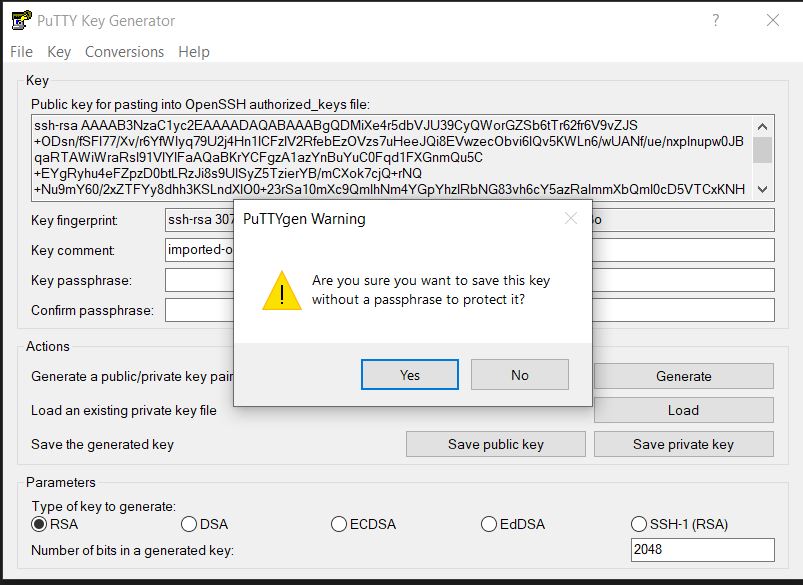 PuTTY Key Generator
File Key Conversions Help
Key
Public key for pasting into OpenSSH authorized_keys file:
ssh-rsa AAAAB3NzaC1yc2EAAAADAQABAAABgQDMiXe4r5dbVJU39CyQWorGZSb6tTr62fr6V9vZJS
+ODsn/fSFI77/Xv/r6YfWlyq79U2j4Hn1lCFzlV2RfebEzOVzs7uHeeJQi8EVwzecObvi6lQv5KWLn6/wUANf/ue/nxpInupw0JB
qaRTAWiWraRsI91VlYlFaAQaBKrYCFgzA1azYnBuYuC0Fqd1FXGnmQu5C
+EYgRyhu4eFZpzD0btLRzJi8s9UlSyZ5TzierYB/mCXok7cjQ+rNQ
+Nu9mY60/2xZTFYy8dhh3KSLndXlO0+23rSa10mXc9QmlhNm4YGpYhzlRbNG83vh6cY5azRaImmXbQml0cD5VTCxKNH
Key fingerprint:
ssh-rsa 307
Key comment:
imported-o
Key passphrase:
Confirm passphrase:
PuTTYgen Warning
Are you sure you want to save this key
without a passphrase to protect it?
Yes No
Actions
Generate a public/private key pair
Generate
Load an existing private key file
Load
Save the generated key
Save public key Save private key
Parameters
Type of key to generate:
RSA DSA ECDSA EdDSA SSH-1 (RSA)
Number of bits in a generated key:
2048